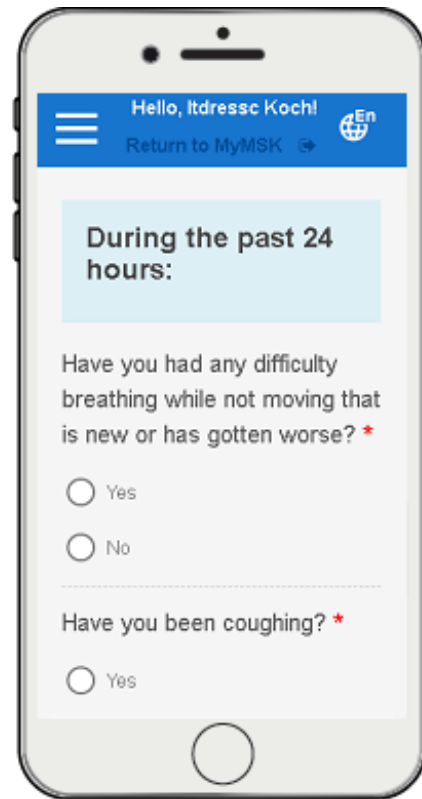 Hello, Itdressc Koch!
En
Return to MyMSK
During the past 24
hours:
Have you had any difficulty
breathing while not moving that
is new or has gotten worse? *
Yes
No
Have you been coughing? *
Yes